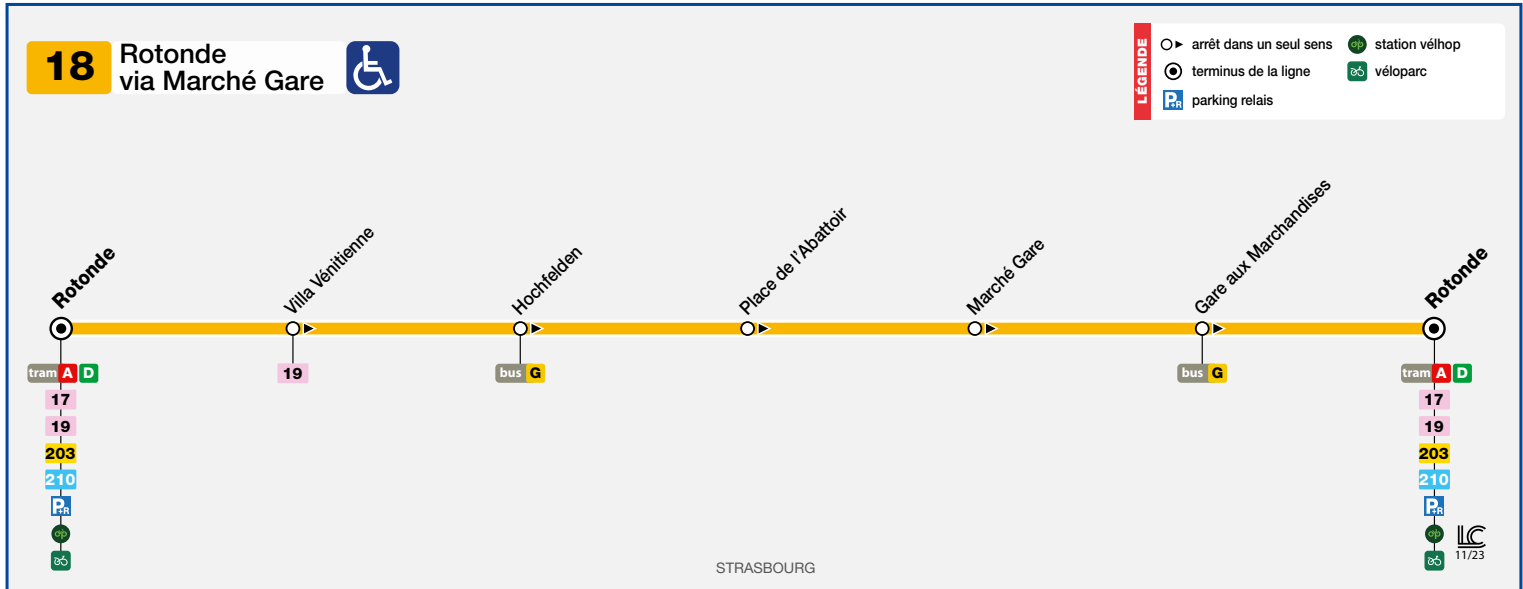 18
Rotonde
via Marché Gare
LÉGENDE
arrêt dans un seul sens
station vélhop
terminus de la ligne
véloparc
P+R
parking relais
Rotonde
Villa Vénitienne
Hochfelden
Place de l'Abattoir
Marché Gare
Gare aux Marchandises
Rotonde
tram A D
19
bus G
bus G
tram A D
17
17
19
19
203
203
210
210
P+R
P+R
LC
11/23
STRASBOURG